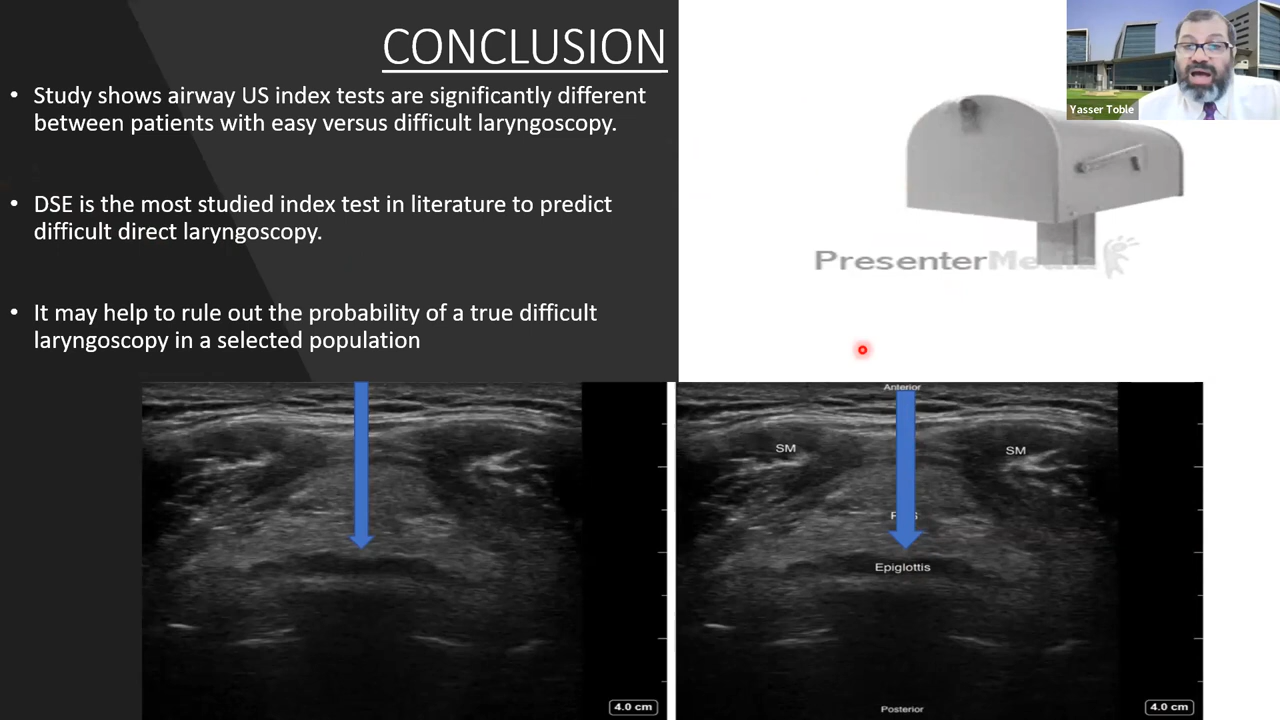 CONCLUSION
• Study shows airway US index tests are significantly different
between patients with easy versus difficult laryngoscopy.
• DSE is the most studied index test in literature to predict
difficult direct laryngoscopy.
• It may help to rule out the probability of a true difficult
laryngoscopy in a selected population
Yasser Toble
PresenterMedia
4.0 cm
Anterior
SM
SM
Epiglottis
Posterior
4.0 cm